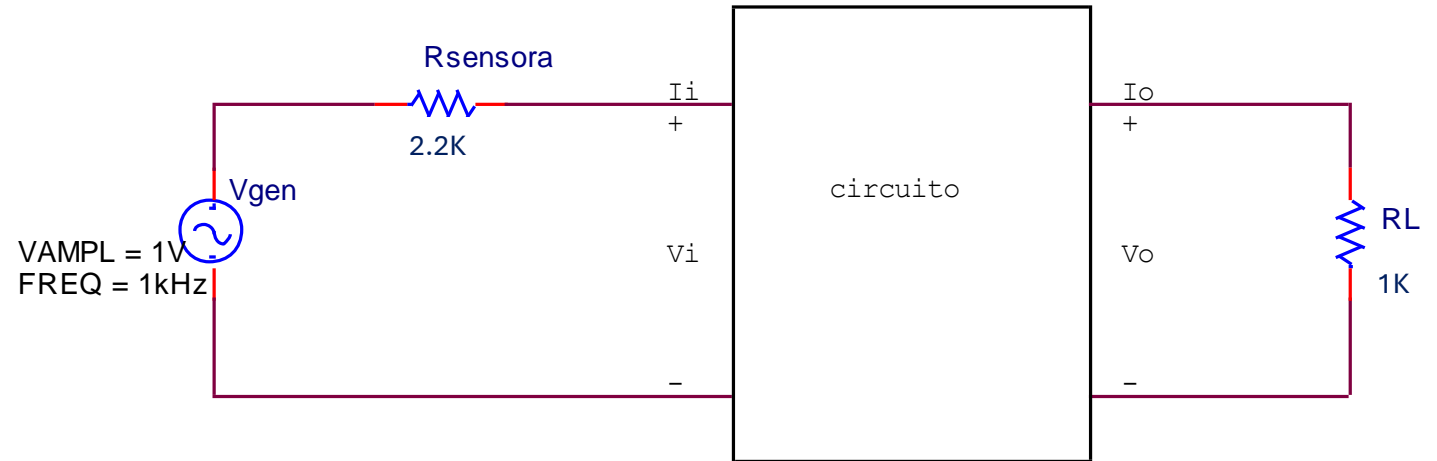 Rsensora
2.2K
Ii
+
Io
+
Vgen
circuito
VAMPL = 1V
FREQ = 1kHz
Vi
-
Vo
-
RL
1K